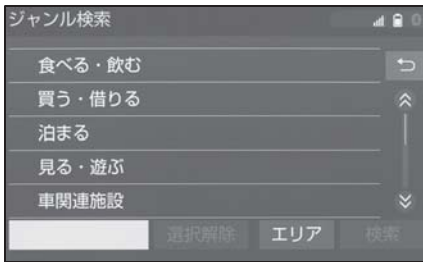 ジャンル検索
0
食べる・飲む
買う・借りる
泊まる
見る・遊ぶ
車関連施設
選択解除 エリア 検索